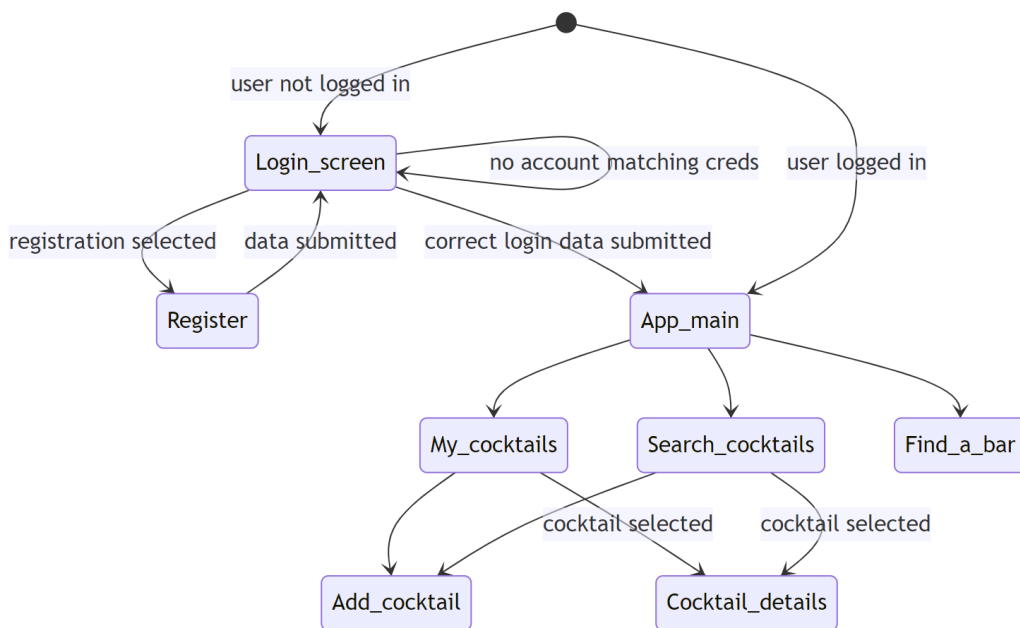 user not logged in
Login_screen
no account matching creds
user logged in
registration selected
data submitted
correct login data submitted
Register
App_main
My_cocktails
Search_cocktails
Find_a_bar
cocktail selected
cocktail selected
Add_cocktail
Cocktail_details